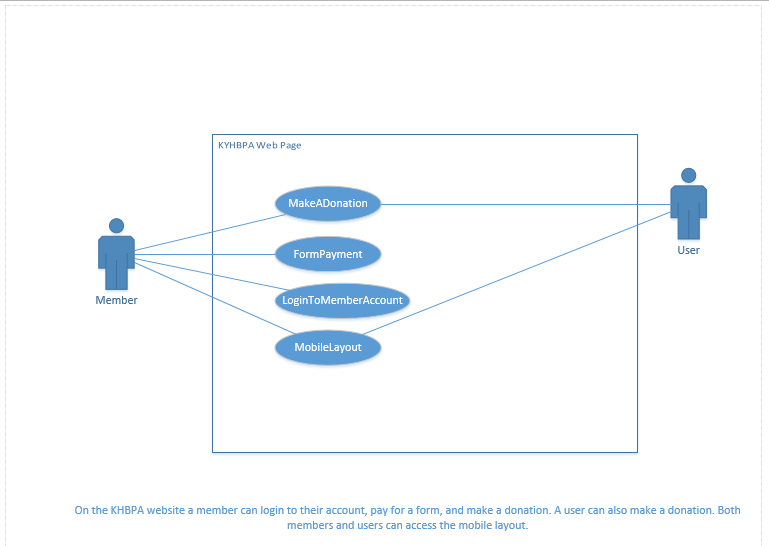 KYHBPA Web Page
MakeADonation
FormPayment
LoginToMemberAccount
MobileLayout
Member
User
On the KHBPA website a member can login to their account, pay for a form, and make a donation. A user can also make a donation. Both
members and users can access the mobile layout.